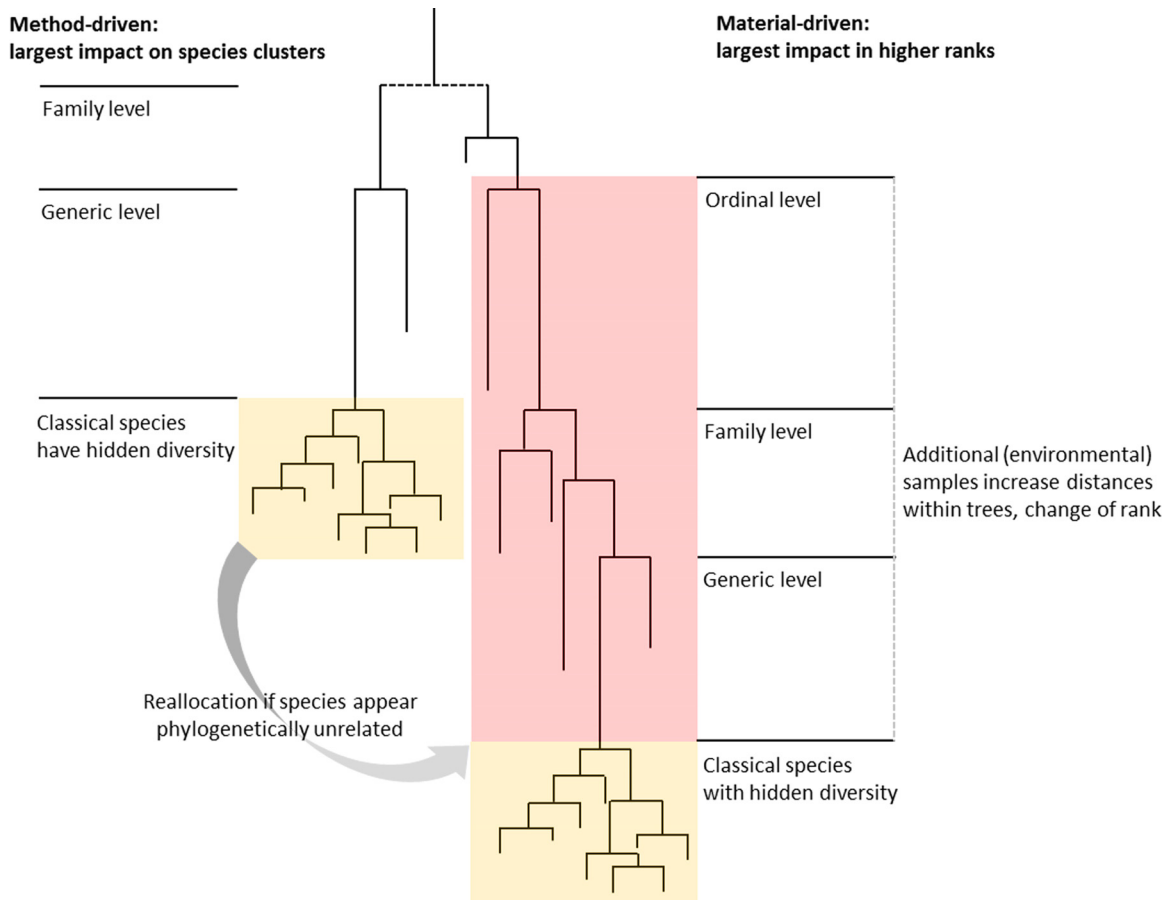 Method-driven:
largest impact on species clusters
Family level
Generic level
Classical species
have hidden diversity
Reallocation if species appear
phylogenetically unrelated
Material-driven:
largest impact in higher ranks
Ordinal level
Family level
Generic level
Classical species
with hidden diversity
Additional (environmental)
samples increase distances
within trees, change of rank